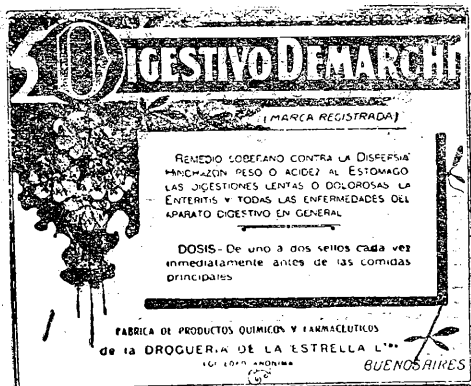 DIGESTIVO DEMARCHI
(MARCA REGISTRADA)
REMEDIO SOBERANO CONTRA LA DISPEPSIA
HINCHAZON PESO O ACIDEZ AL ESTOMAGO
LAS DIGESTIONES LENTAS O DOLOROSAS LA
ENTERITIS Y TODAS LAS ENFERMEDADES DEL
APARATO DIGESTIVO EN GENERAL
DOSIS - De uno a dos sellos cada vez
inmediatamente antes de las comidas
principales
FABRICA DE PRODUCTOS QUIMICOS Y FARMACEUTICOS
de la DROGUERIA DE LA ESTRELLA Lᵗᵈᵃ
ANONIMA
BUENOS AIRES